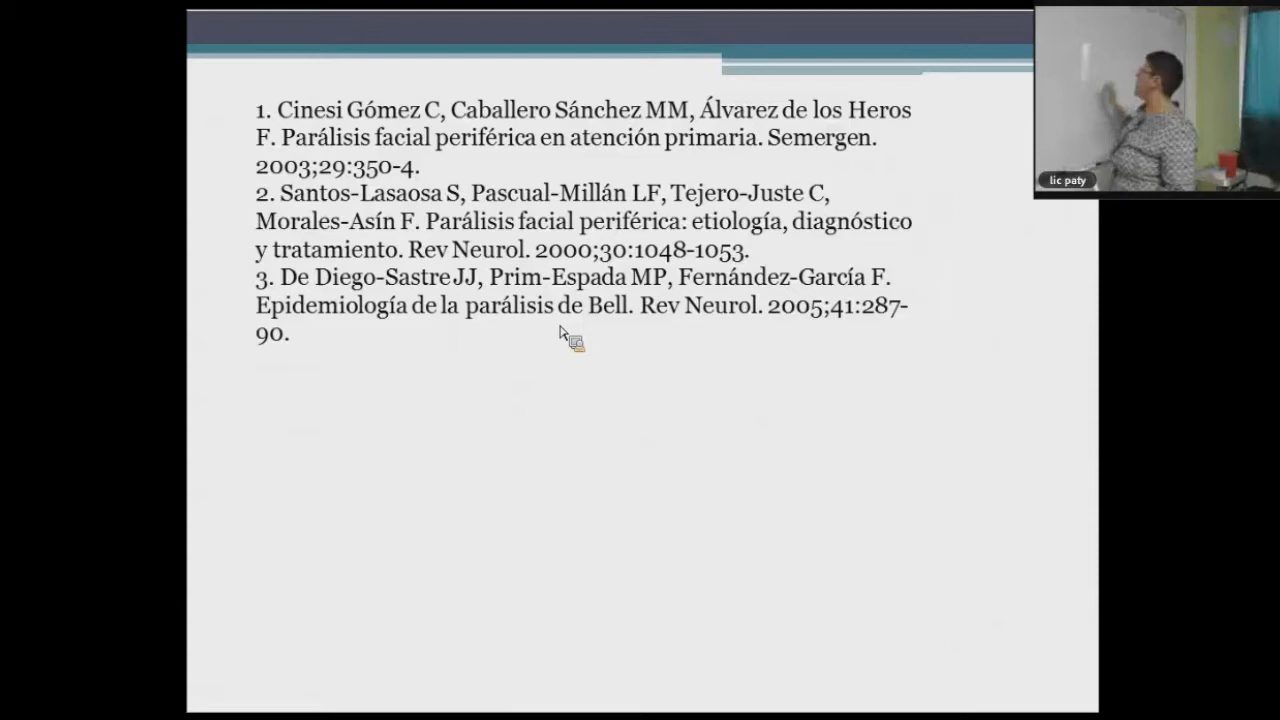 1. Cinesi Gómez C, Caballero Sánchez MM, Álvarez de los Heros
F. Parálisis facial periférica en atención primaria. Semergen.
2003;29:350-4.
2. Santos-Lasaosa S, Pascual-Millán LF, Tejero-Juste C,
Morales-Asín F. Parálisis facial periférica: etiología, diagnóstico
y tratamiento. Rev Neurol. 2000;30:1048-1053.
3. De Diego-Sastre JJ, Prim-Espada MP, Fernández-García F.
Epidemiología de la parálisis de Bell. Rev Neurol. 2005;41:287-
90.
lic paty